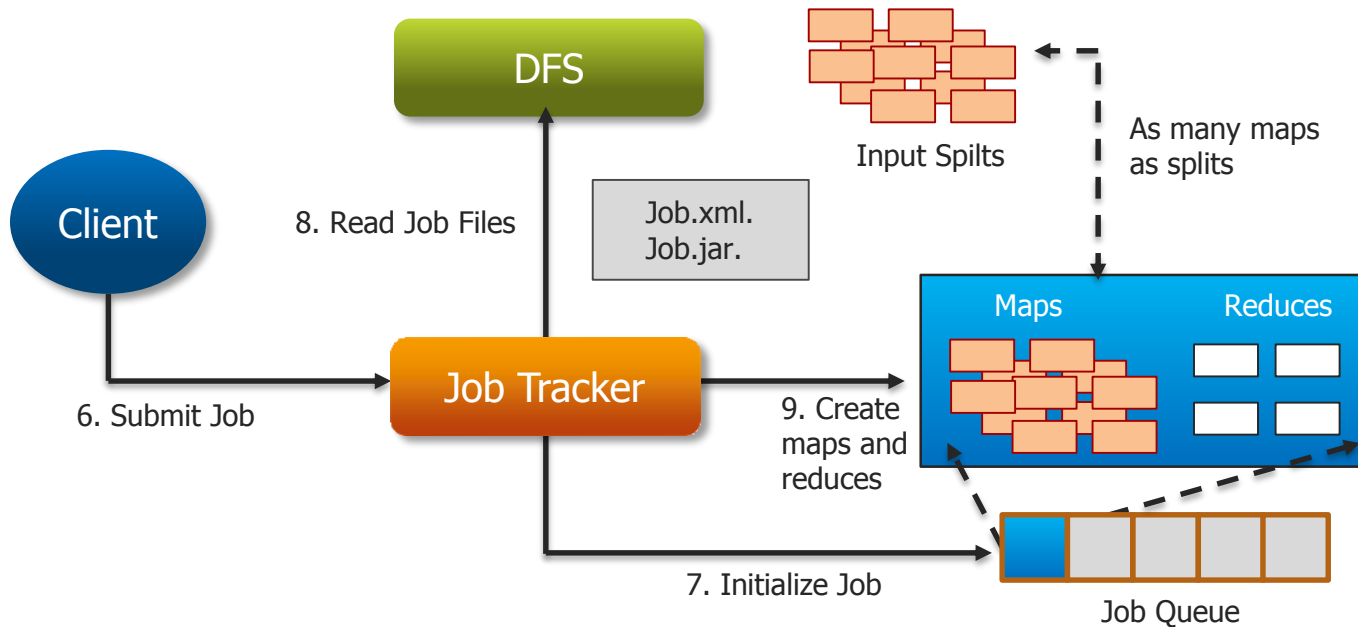 DFS
Input Spilts
As many maps
as splits
Client
8. Read Job Files
Job.xml.
Job.jar.
Maps
Reduces
Job Tracker
6. Submit Job
9. Create
maps and
reduces
7. Initialize Job
Job Queue